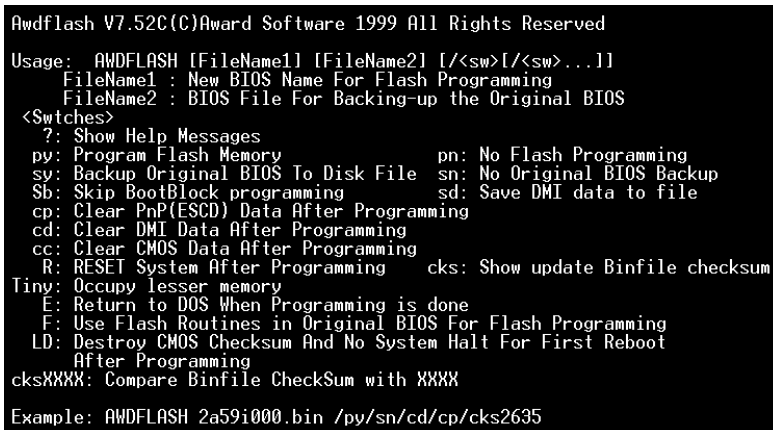 Awdflash V7.52C(C)Award Software 1999 All Rights Reserved
Usage: AWDFLASH [FileName1] [FileName2] [/<sw>[/<sw>...]]
FileName1 : New BIOS Name For Flash Programming
FileName2 : BIOS File For Backing-up the Original BIOS
<Swtches>
?: Show Help Messages
py: Program Flash Memory pn: No Flash Programming
sy: Backup Original BIOS To Disk File sn: No Original BIOS Backup
Sb: Skip BootBlock programming sd: Save DMI data to file
cp: Clear PnP(ESCD) Data After Programming
cd: Clear DMI Data After Programming
cc: Clear CMOS Data After Programming
R: RESET System After Programming cks: Show update Binfile checksum
Tiny: Occupy lesser memory
E: Return to DOS When Programming is done
F: Use Flash Routines in Original BIOS For Flash Programming
LD: Destroy CMOS Checksum And No System Halt For First Reboot
After Programming
cksXXXX: Compare Binfile CheckSum with XXXX
Example: AWDFLASH 2a59i000.bin /py/sn/cd/cp/cks2635